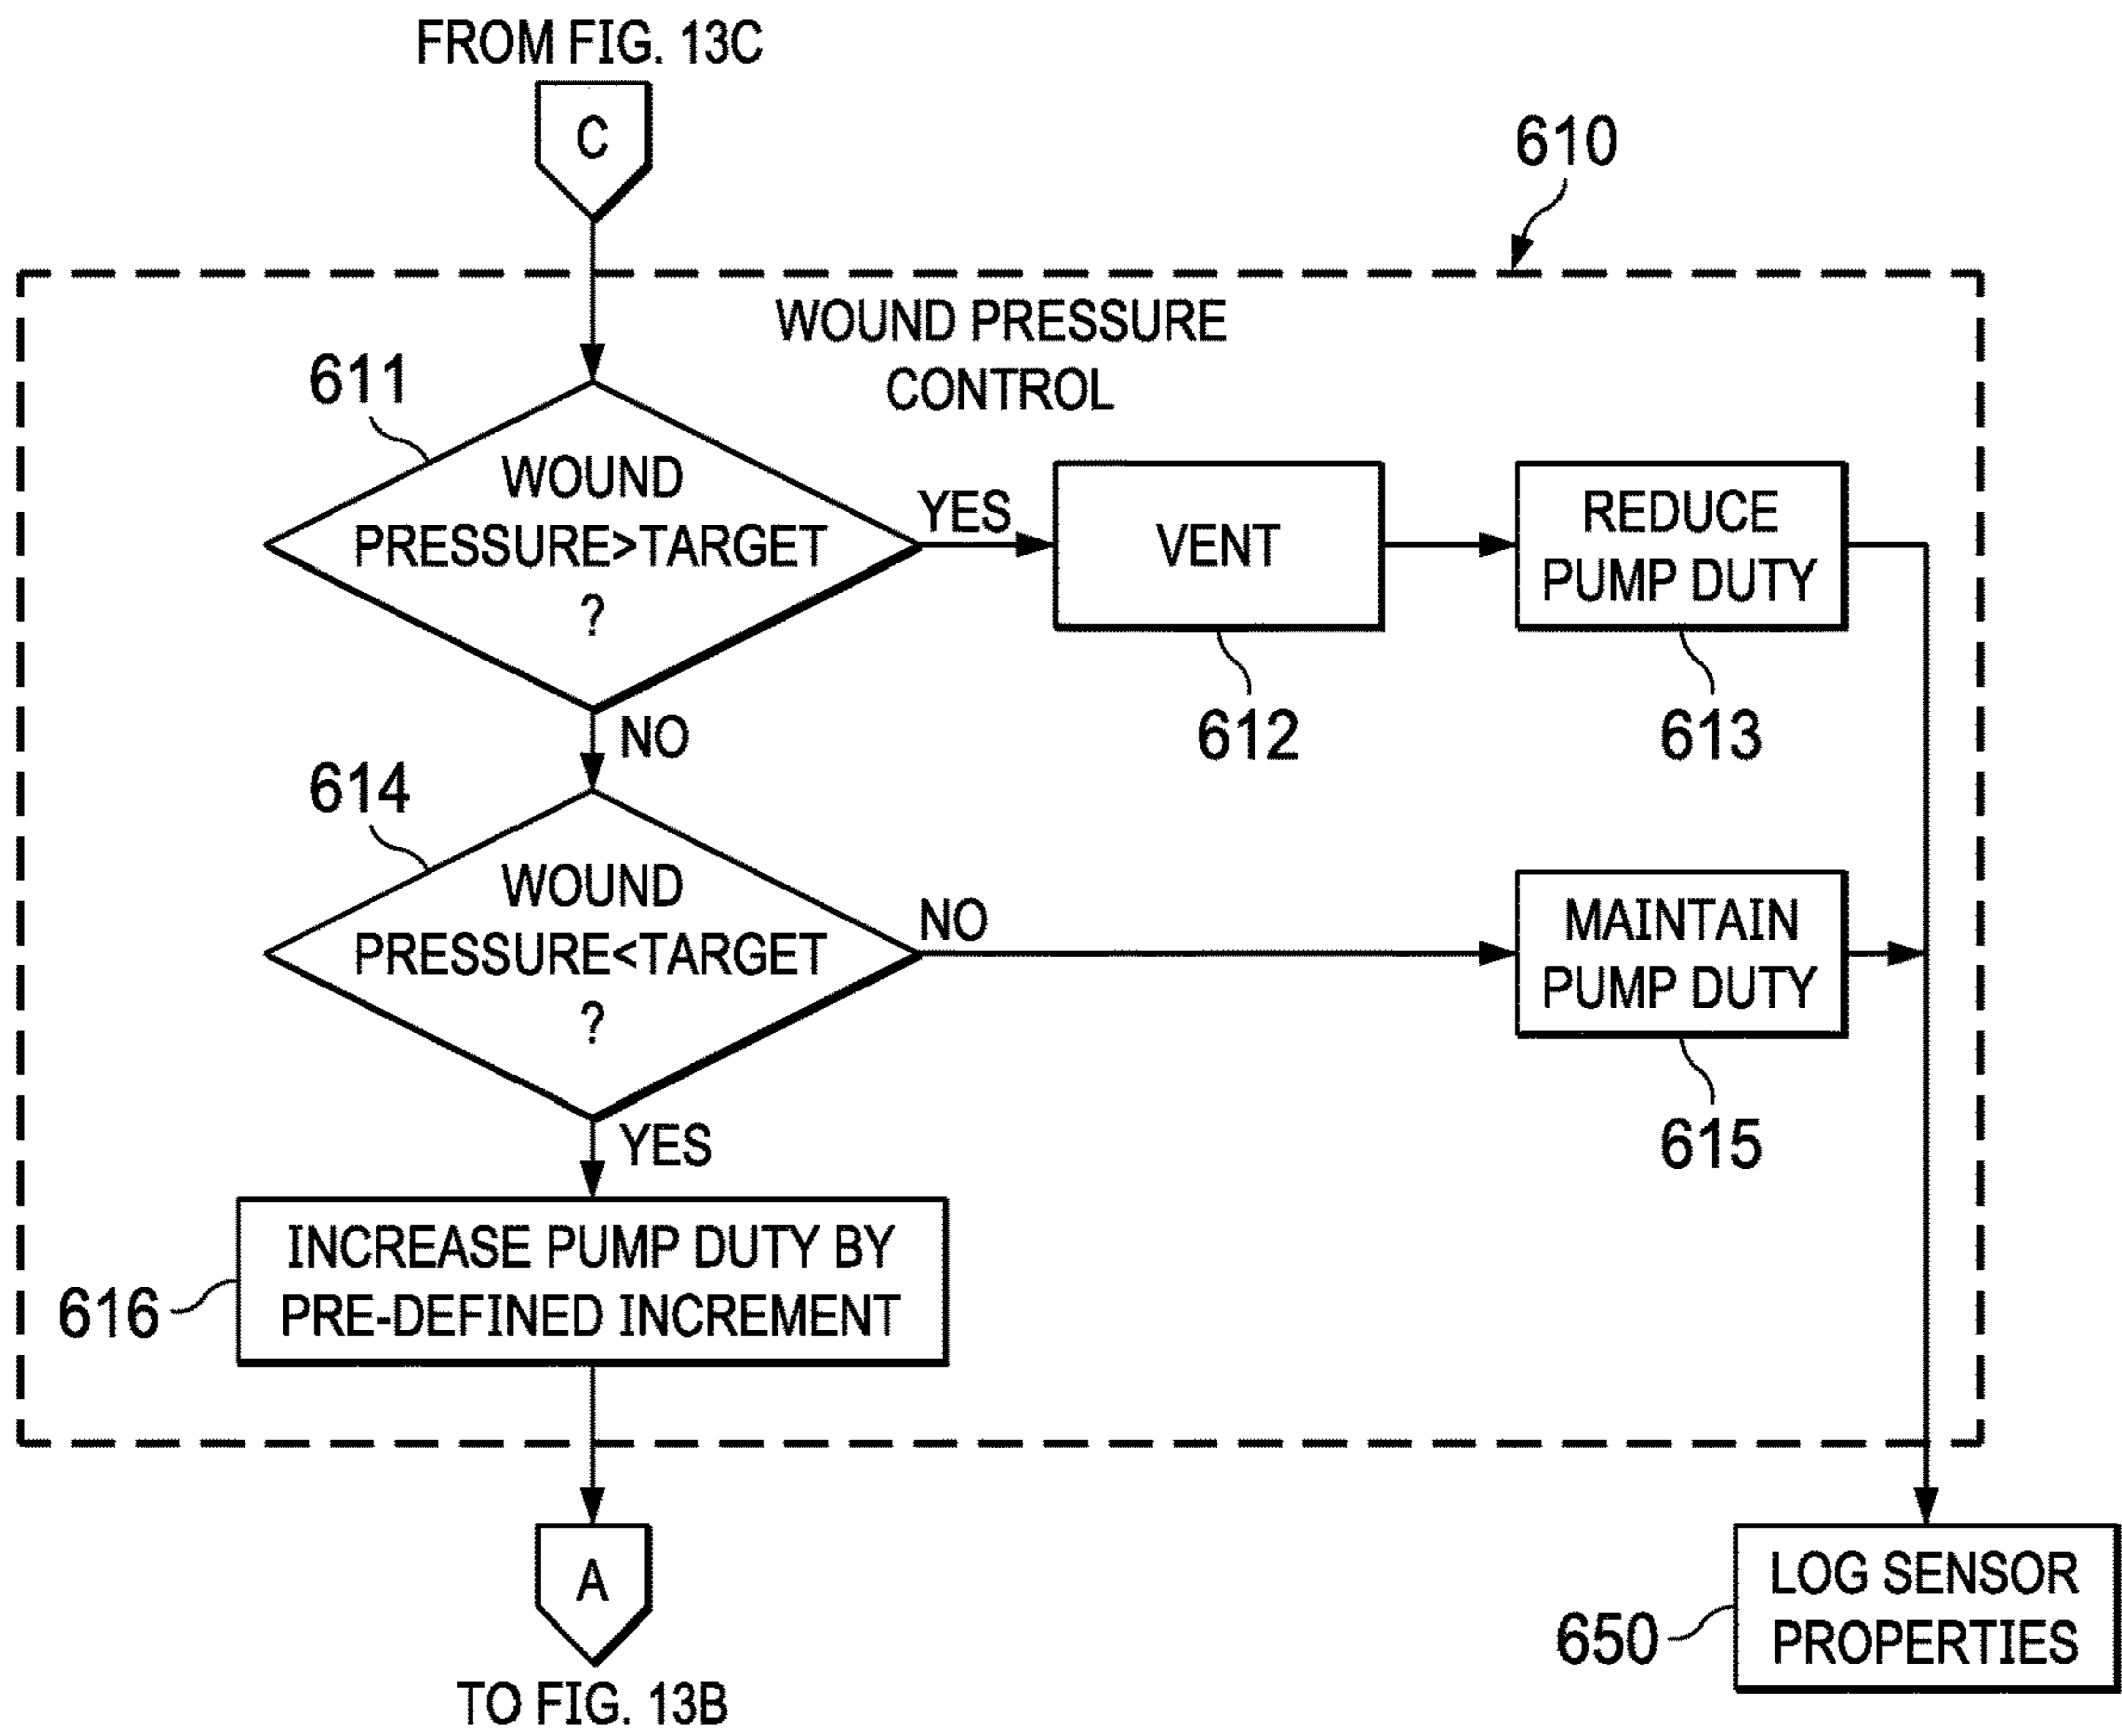 FROM FIG. 13C
C
610
WOUND PRESSURE
CONTROL
611
WOUND
PRESSURE>TARGET
?
YES
VENT
REDUCE
PUMP DUTY
612
613
NO
614
WOUND
PRESSURE<TARGET
?
NO
MAINTAIN
PUMP DUTY
615
YES
INCREASE PUMP DUTY BY
PRE-DEFINED INCREMENT
616
A
TO FIG. 13B
LOG SENSOR
PROPERTIES
650